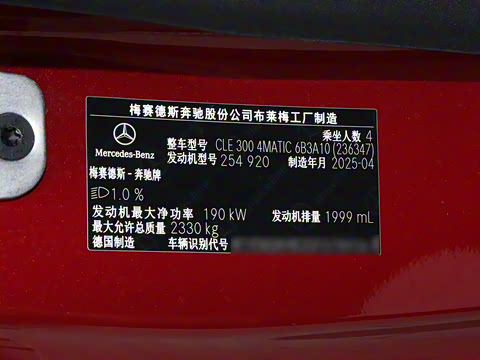 梅赛德斯奔驰股份公司布莱梅工厂制造
乘坐人数 4
Mercedes-Benz
整车型号 CLE 300 4MATIC 6B3A10 (236347)
发动机型号 254 920 制造年月 2025-04
梅赛德斯-奔驰牌
1.0 %
发动机最大净功率 190 kW 发动机排量 1999 mL
最大允许总质量 2330 kg
德国制造 车辆识别代号